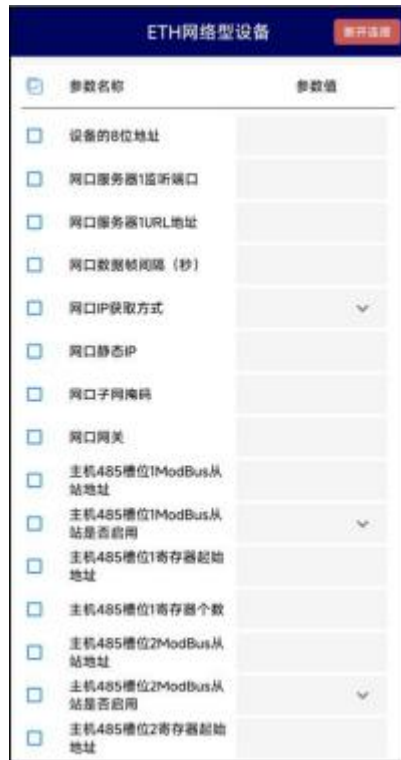 ETH网络型设备 断开连接
参数名称 参数值
设备的8位地址
网口服务器1监听端口
网口服务器1URL地址
网口数据帧间隔（秒）
网口IP获取方式
网口静态IP
网口子网掩码
网口网关
主机485槽位1ModBus从
站地址
主机485槽位1ModBus从
站是否启用
主机485槽位1寄存器起始
地址
主机485槽位1寄存器个数
主机485槽位2ModBus从
站地址
主机485槽位2ModBus从
站是否启用
主机485槽位2寄存器起始
地址